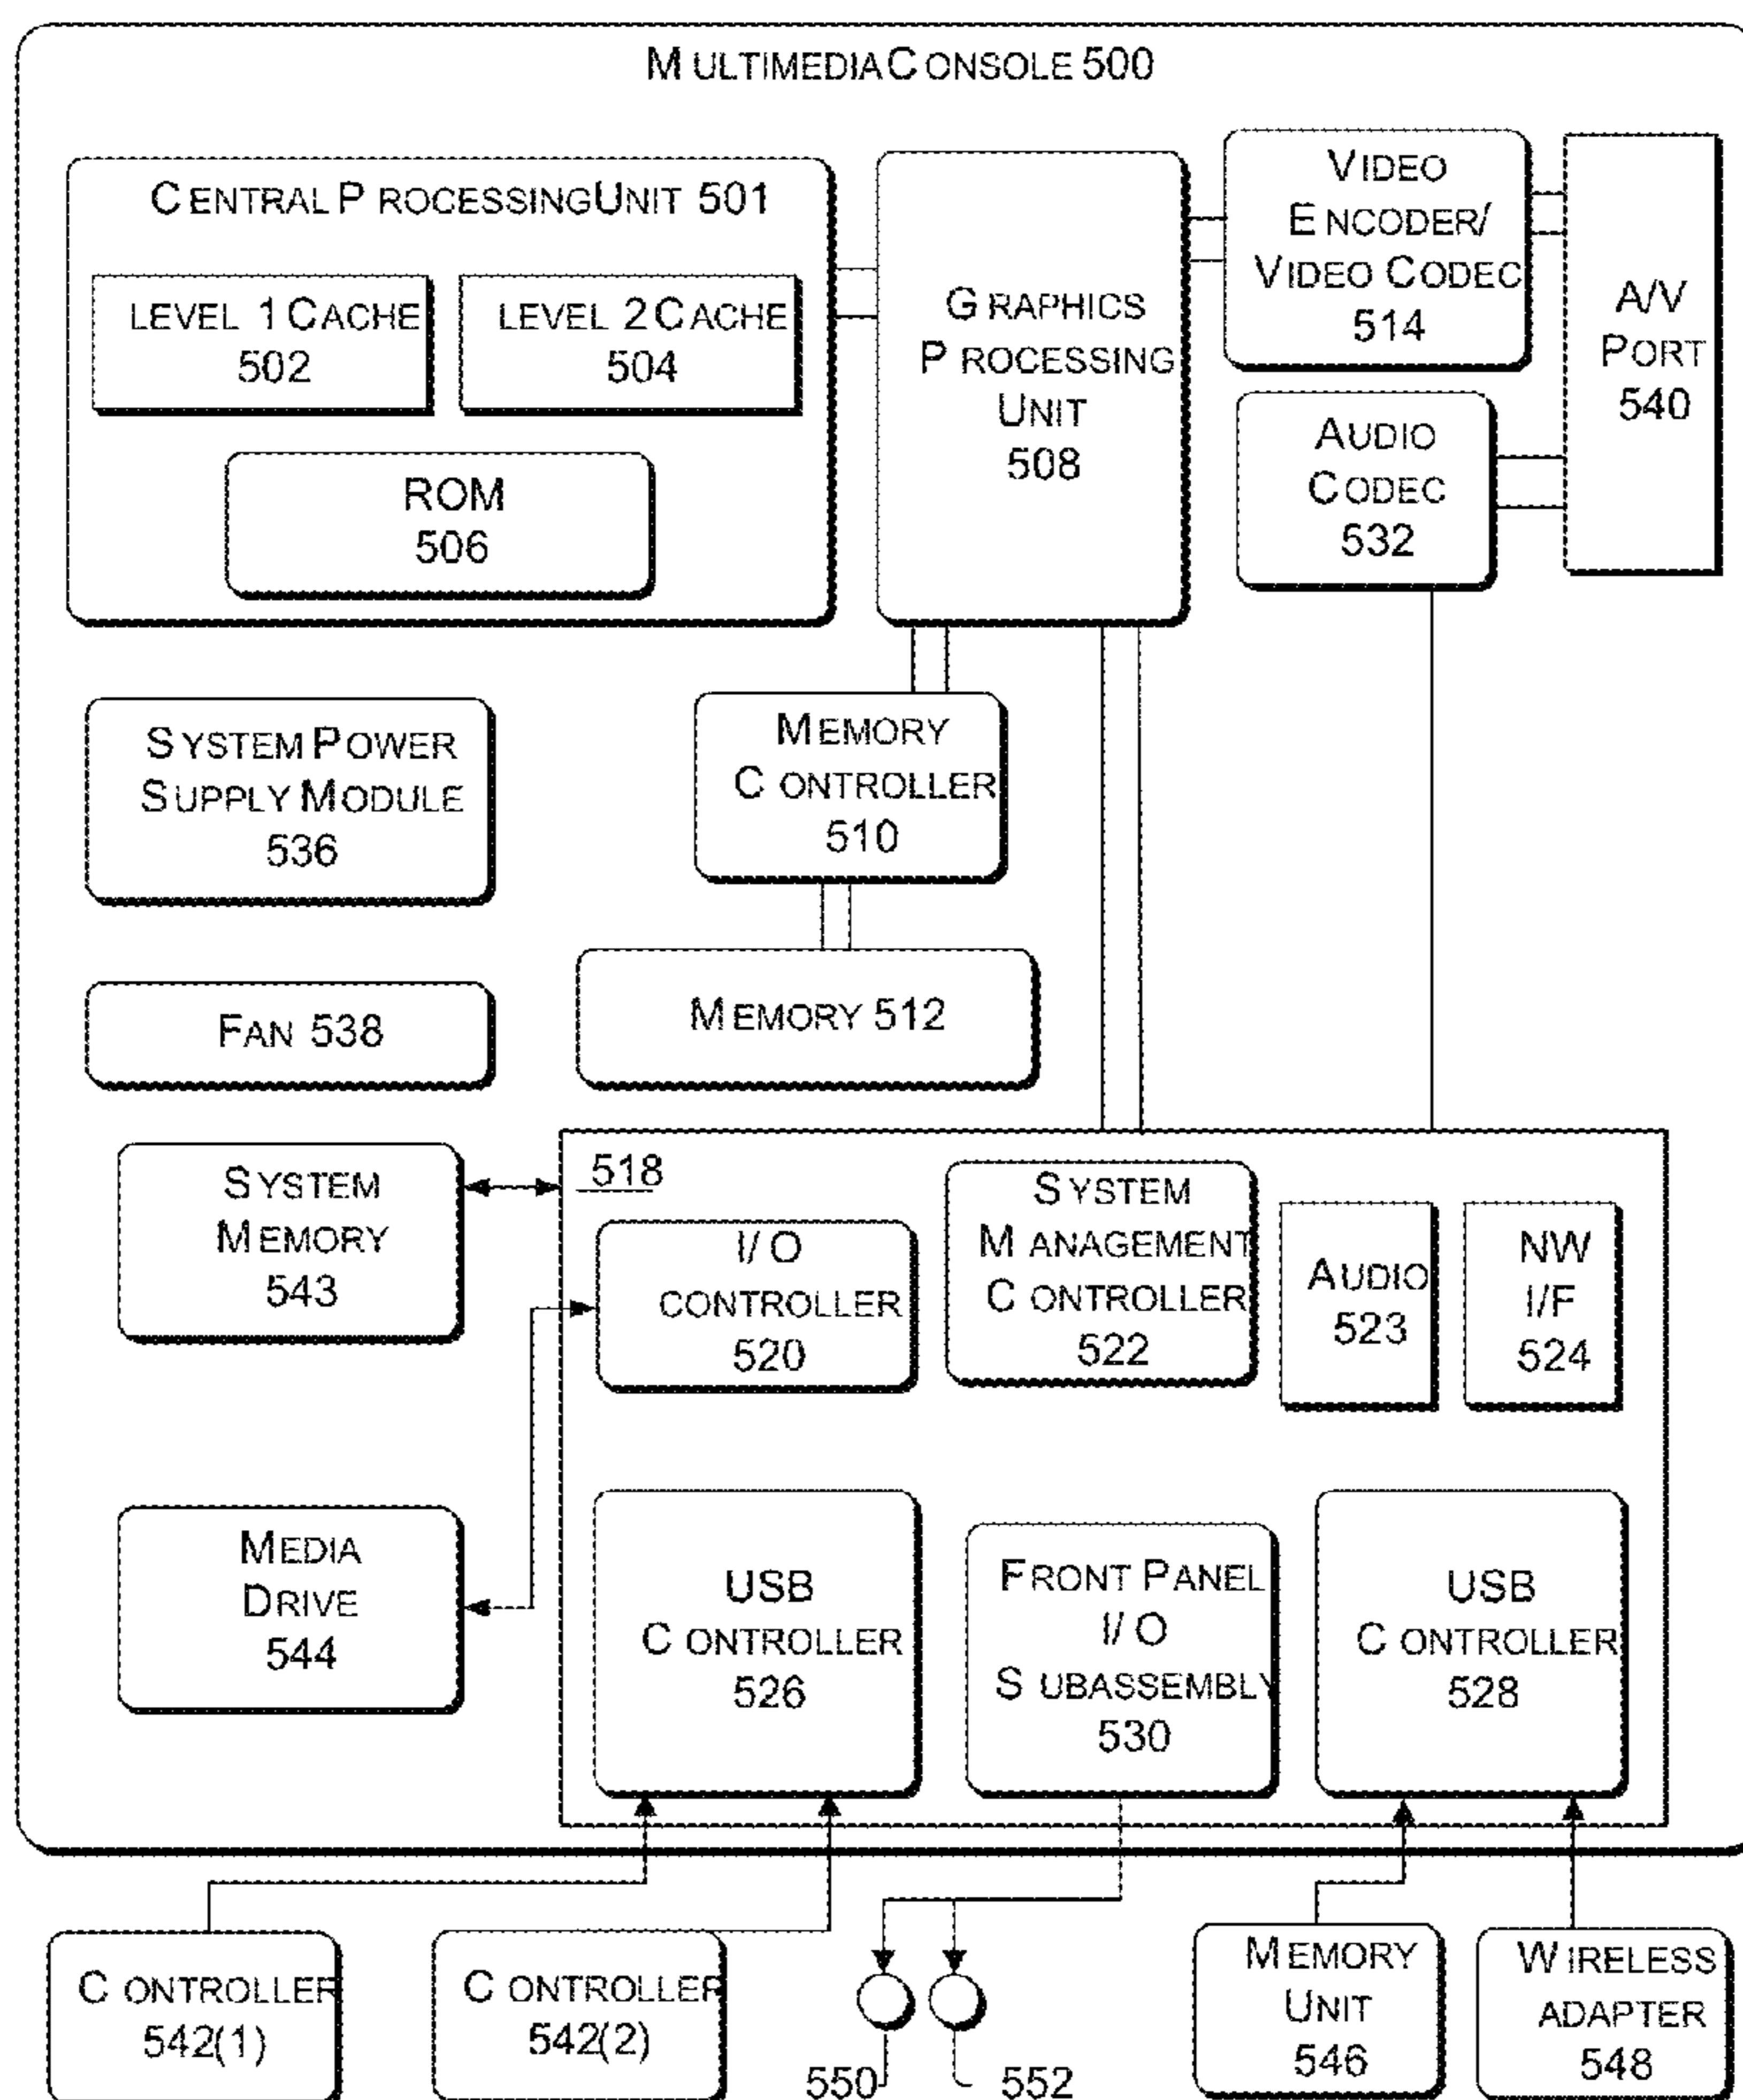 MULTIMEDIA CONSOLE 500
CENTRAL PROCESSING UNIT 501
LEVEL 1 CACHE
502
LEVEL 2 CACHE
504
ROM
506
GRAPHICS
PROCESSING
UNIT
508
VIDEO
ENCODER/
VIDEO CODEC
514
A/V
PORT
540
AUDIO
CODEC
532
SYSTEM POWER
SUPPLY MODULE
536
MEMORY
CONTROLLER
510
FAN 538
MEMORY 512
SYSTEM
MEMORY
543
518
I/O
CONTROLLER
520
SYSTEM
MANAGEMENT
CONTROLLER
522
AUDIO
523
NW
I/F
524
MEDIA
DRIVE
544
USB
CONTROLLER
526
FRONT PANEL
I/O
SUBASSEMBLY
530
USB
CONTROLLER
528
CONTROLLER
542(1)
CONTROLLER
542(2)
550
552
MEMORY
UNIT
546
WIRELESS
ADAPTER
548